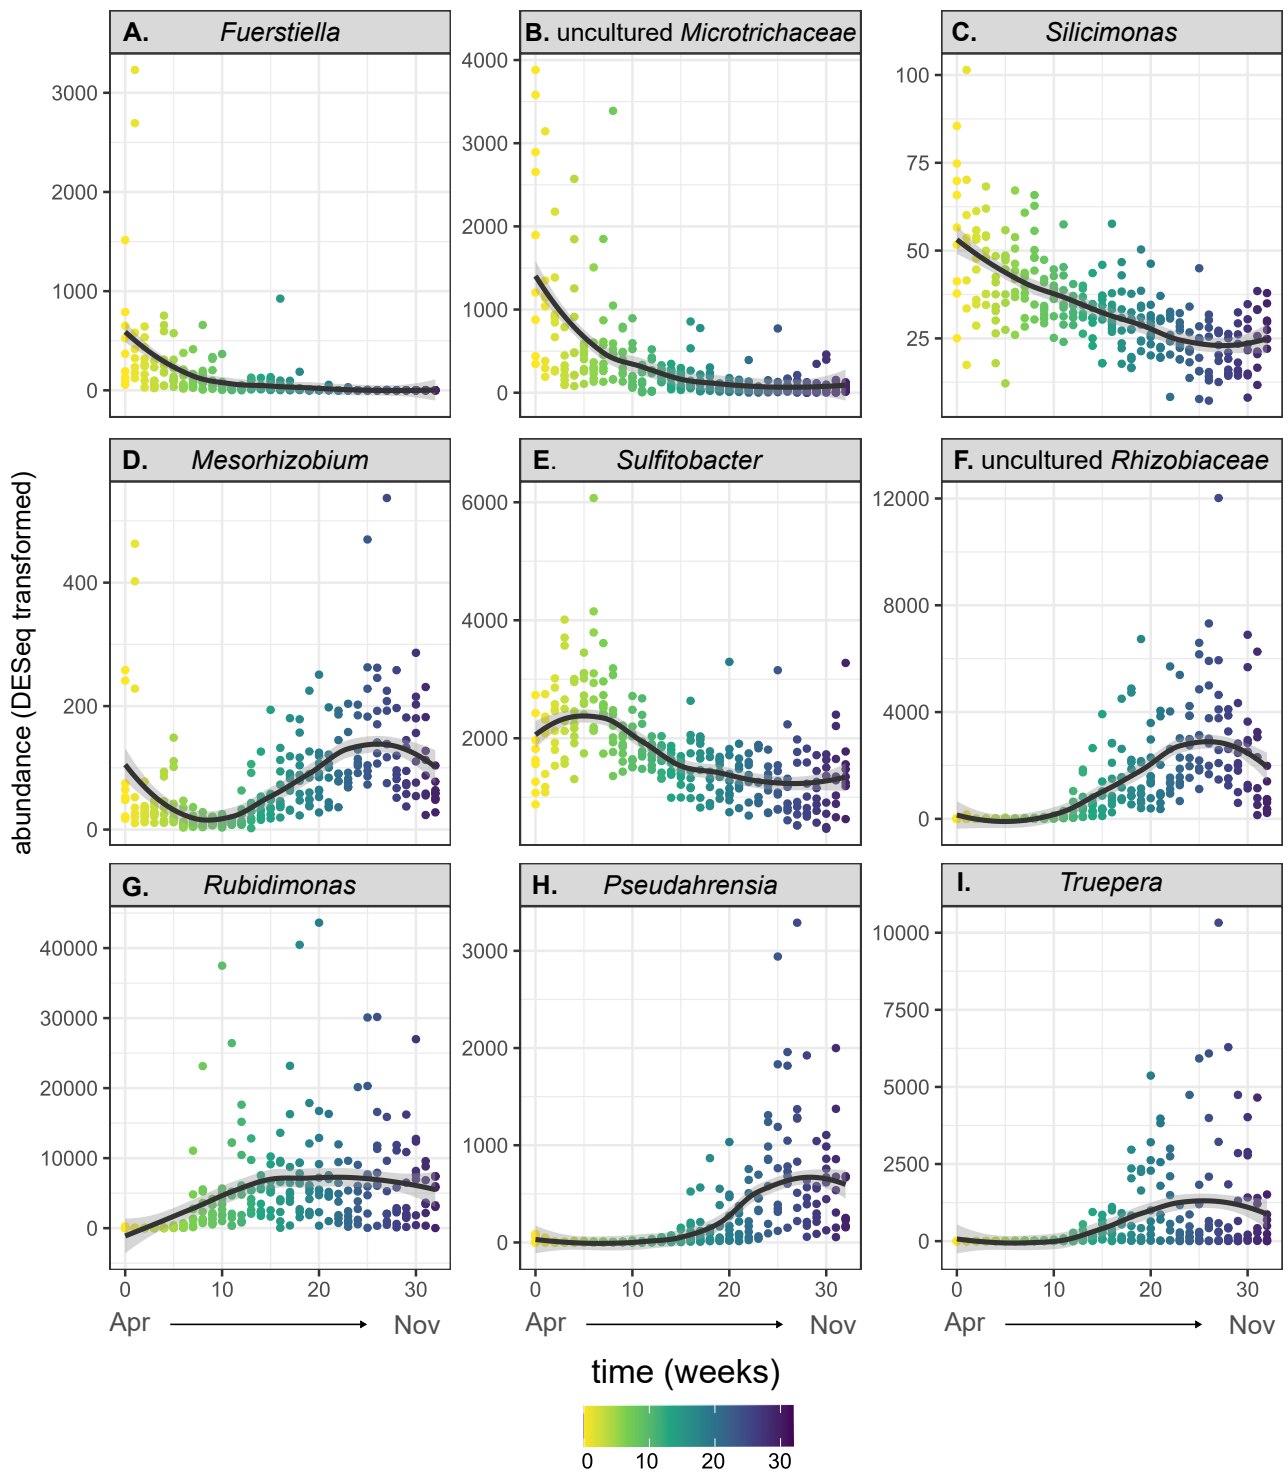 A. Fuerstiella
B. uncultured Microtrichaceae
C. Silicimonas
3000
2000
1000
0
4000
3000
2000
1000
0
100
75
50
25
D. Mesorhizobium
E. Sulfitobacter
F. uncultured Rhizobiaceae
400
200
0
6000
4000
2000
12000
8000
4000
0
abundance (DESeq transformed)
G. Rubidimonas
H. Pseudahrensia
I. Truepera
40000
30000
20000
10000
0
3000
2000
1000
0
10000
7500
5000
2500
0
0 10 20 30
0 10 20 30
0 10 20 30
Apr Nov
Apr Nov
Apr Nov
time (weeks)
0 10 20 30